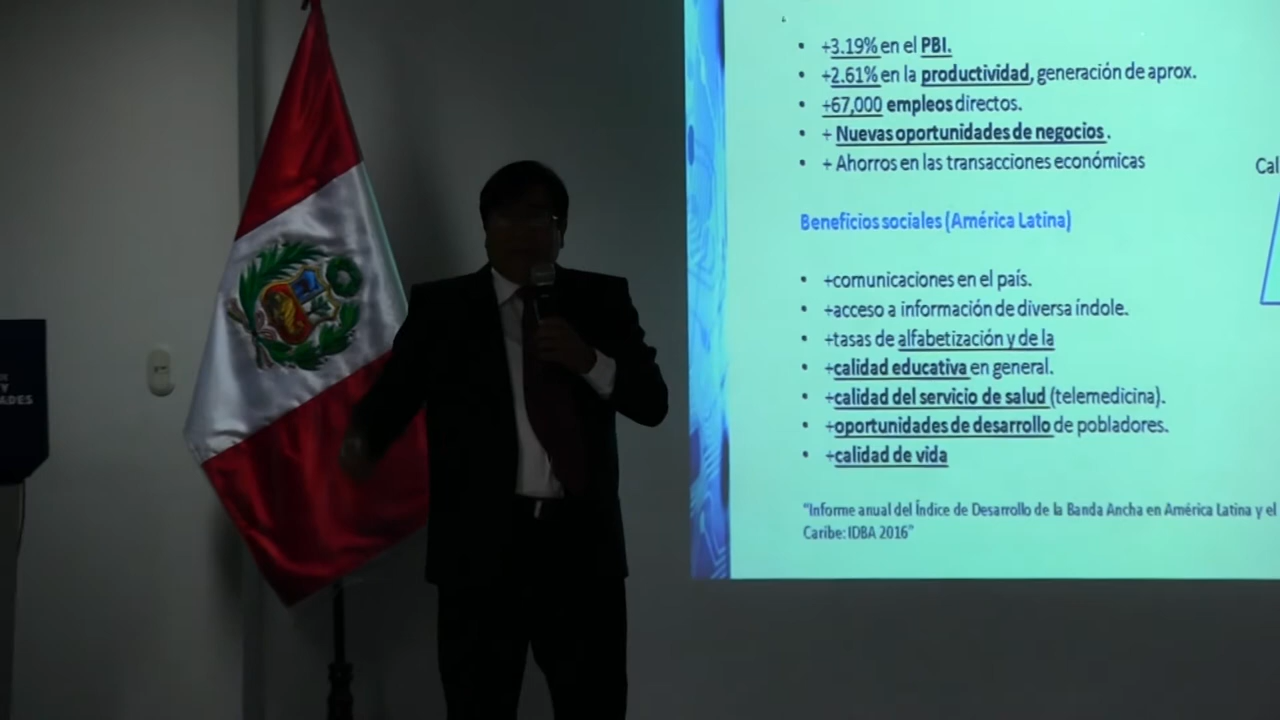 +3.19% en el PBI.
+2.61% en la productividad, generación de aprox.
+67,000 empleos directos.
+ Nuevas oportunidades de negocios.
+ Ahorros en las transacciones económicas
Cal
Beneficios sociales (América Latina)
+comunicaciones en el país.
+acceso a información de diversa índole.
+tasas de alfabetización y de la
+calidad educativa en general.
+calidad del servicio de salud (telemedicina).
+oportunidades de desarrollo de pobladores.
+calidad de vida
"Informe anual del Índice de Desarrollo de la Banda Ancha en América Latina y el
Caribe: IDBA 2016"
Y
ADES